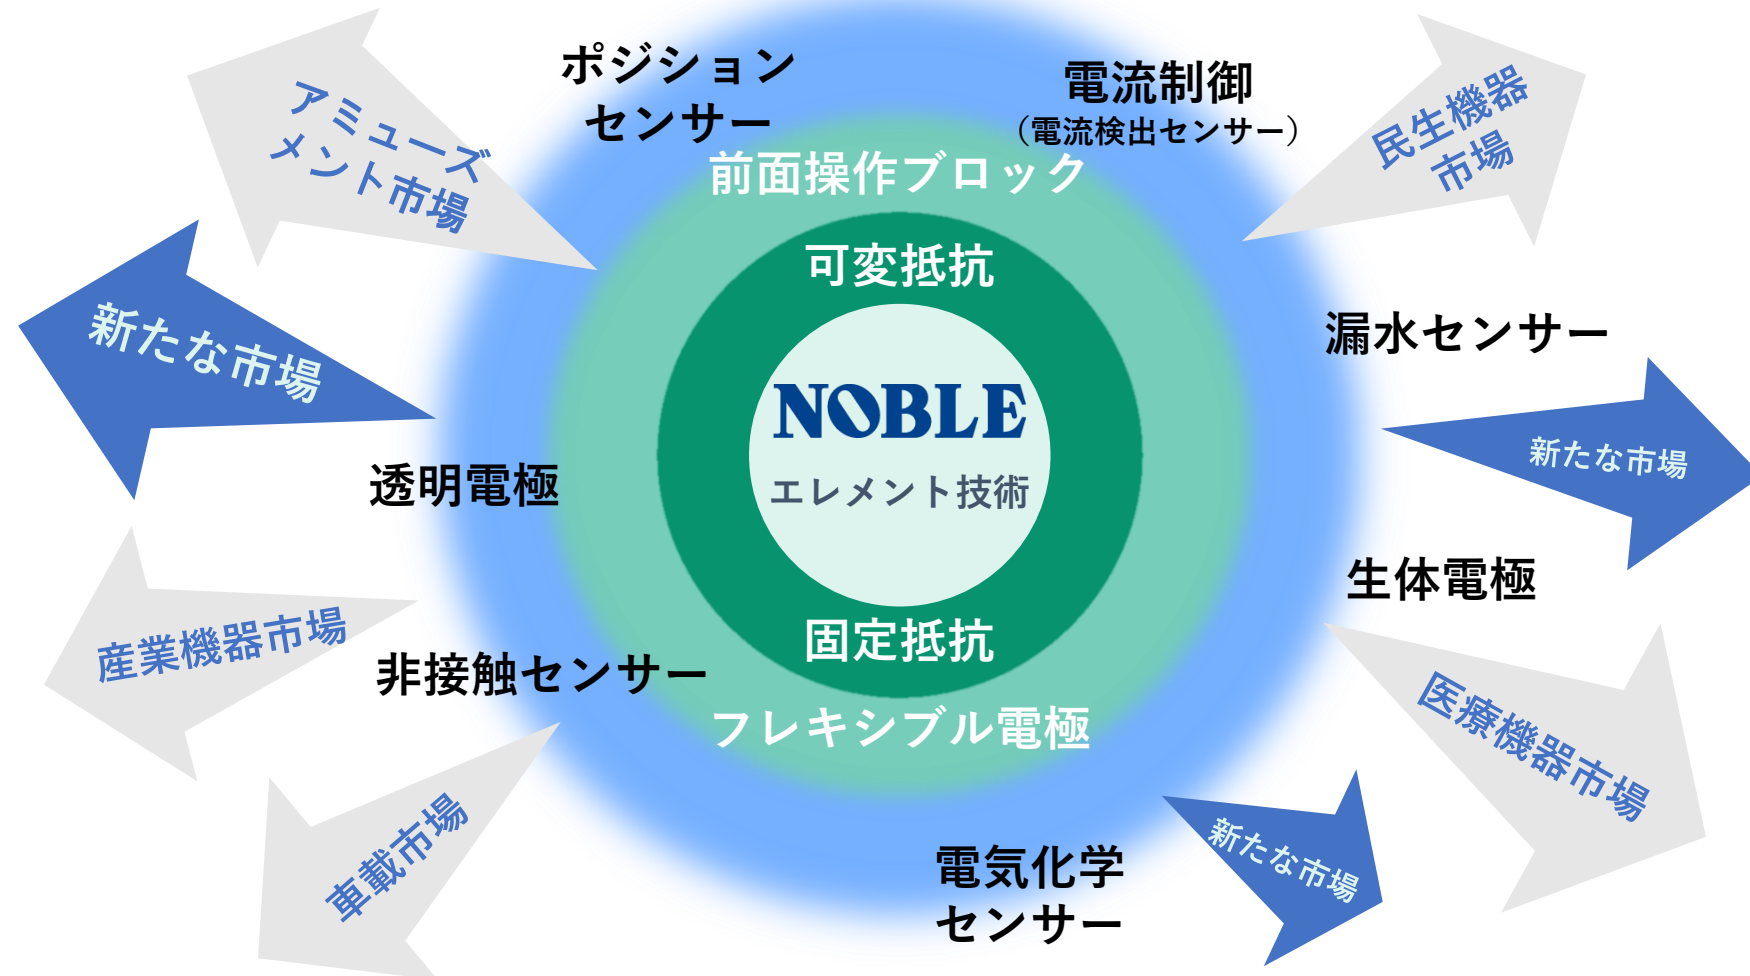 ポジション
センサー
電流制御
（電流検出センサー）
民生機器
市場
アミューズ
メント市場
前面操作ブロック
可変抵抗
新たな市場
漏水センサー
NOBLE
エレメント技術
新たな市場
透明電極
生体電極
産業機器市場
固定抵抗
非接触センサー
フレキシブル電極
医療機器市場
車載市場
新たな市場
電気化学
センサー